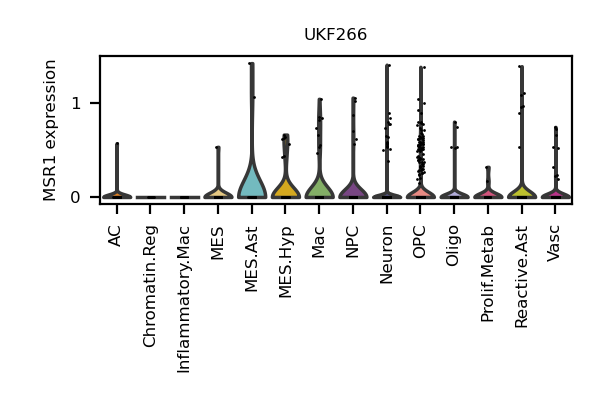 UKF266
MSR1 expression
1
0
AC
Chromatin.Reg
Inflammatory.Mac
MES
MES.Ast
MES.Hyp
Mac
NPC
Neuron
OPC
Oligo
Prolif.Metab
Reactive.Ast
Vasc